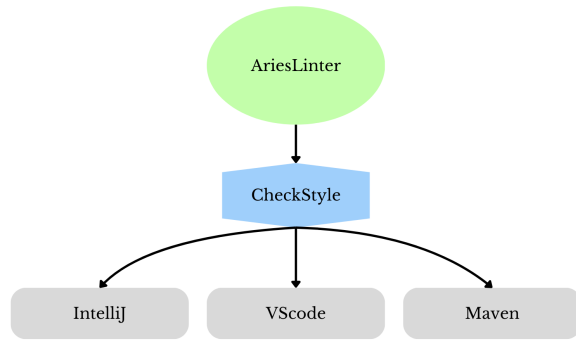 AriesLinter
CheckStyle
IntelliJ
VScode
Maven